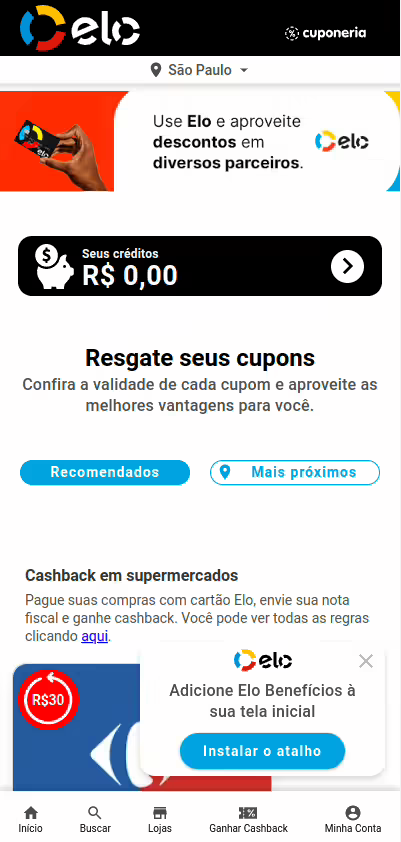 elo
cuponeria
São Paulo
Use Elo e aproveite
descontos em
diversos parceiros.
elo
elo
Seus créditos
R$ 0,00
Resgate seus cupons
Confira a validade de cada cupom e aproveite as
melhores vantagens para você.
Recomendados
Mais próximos
Cashback em supermercados
Pague suas compras com cartão Elo, envie sua nota
fiscal e ganhe cashback. Você pode ver todas as regras
clicando aqui.
R$30
elo
Adicione Elo Benefícios à
sua tela inicial
Instalar o atalho
Início
Buscar
Lojas
Ganhar Cashback
Minha Conta